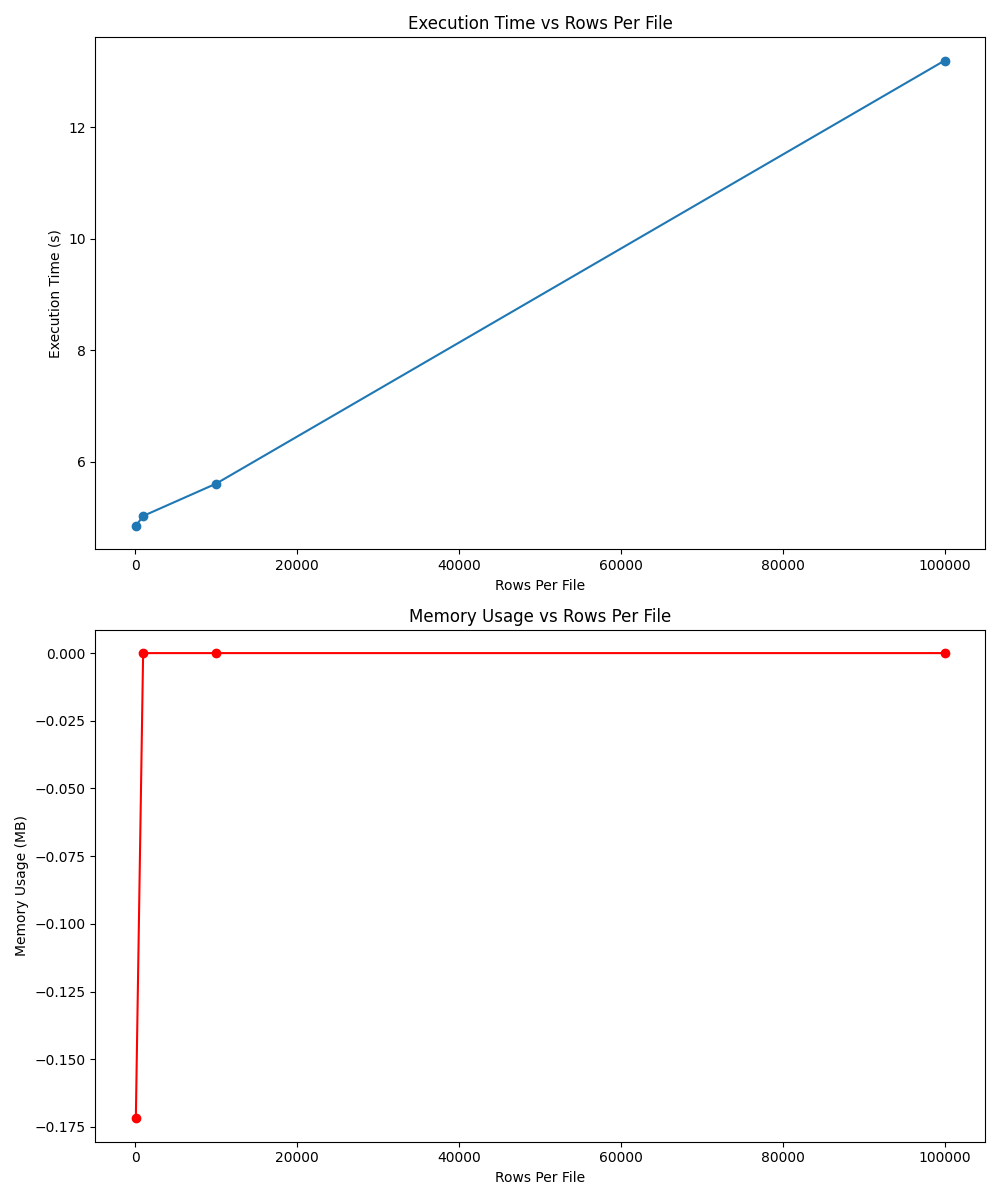 Execution Time vs Rows Per File
Execution Time (s)
12
10
8
6
0 20000 40000 60000 80000 100000
Rows Per File
Memory Usage vs Rows Per File
Memory Usage (MB)
0.000
−0.025
−0.050
−0.075
−0.100
−0.125
−0.150
−0.175
0 20000 40000 60000 80000 100000
Rows Per File